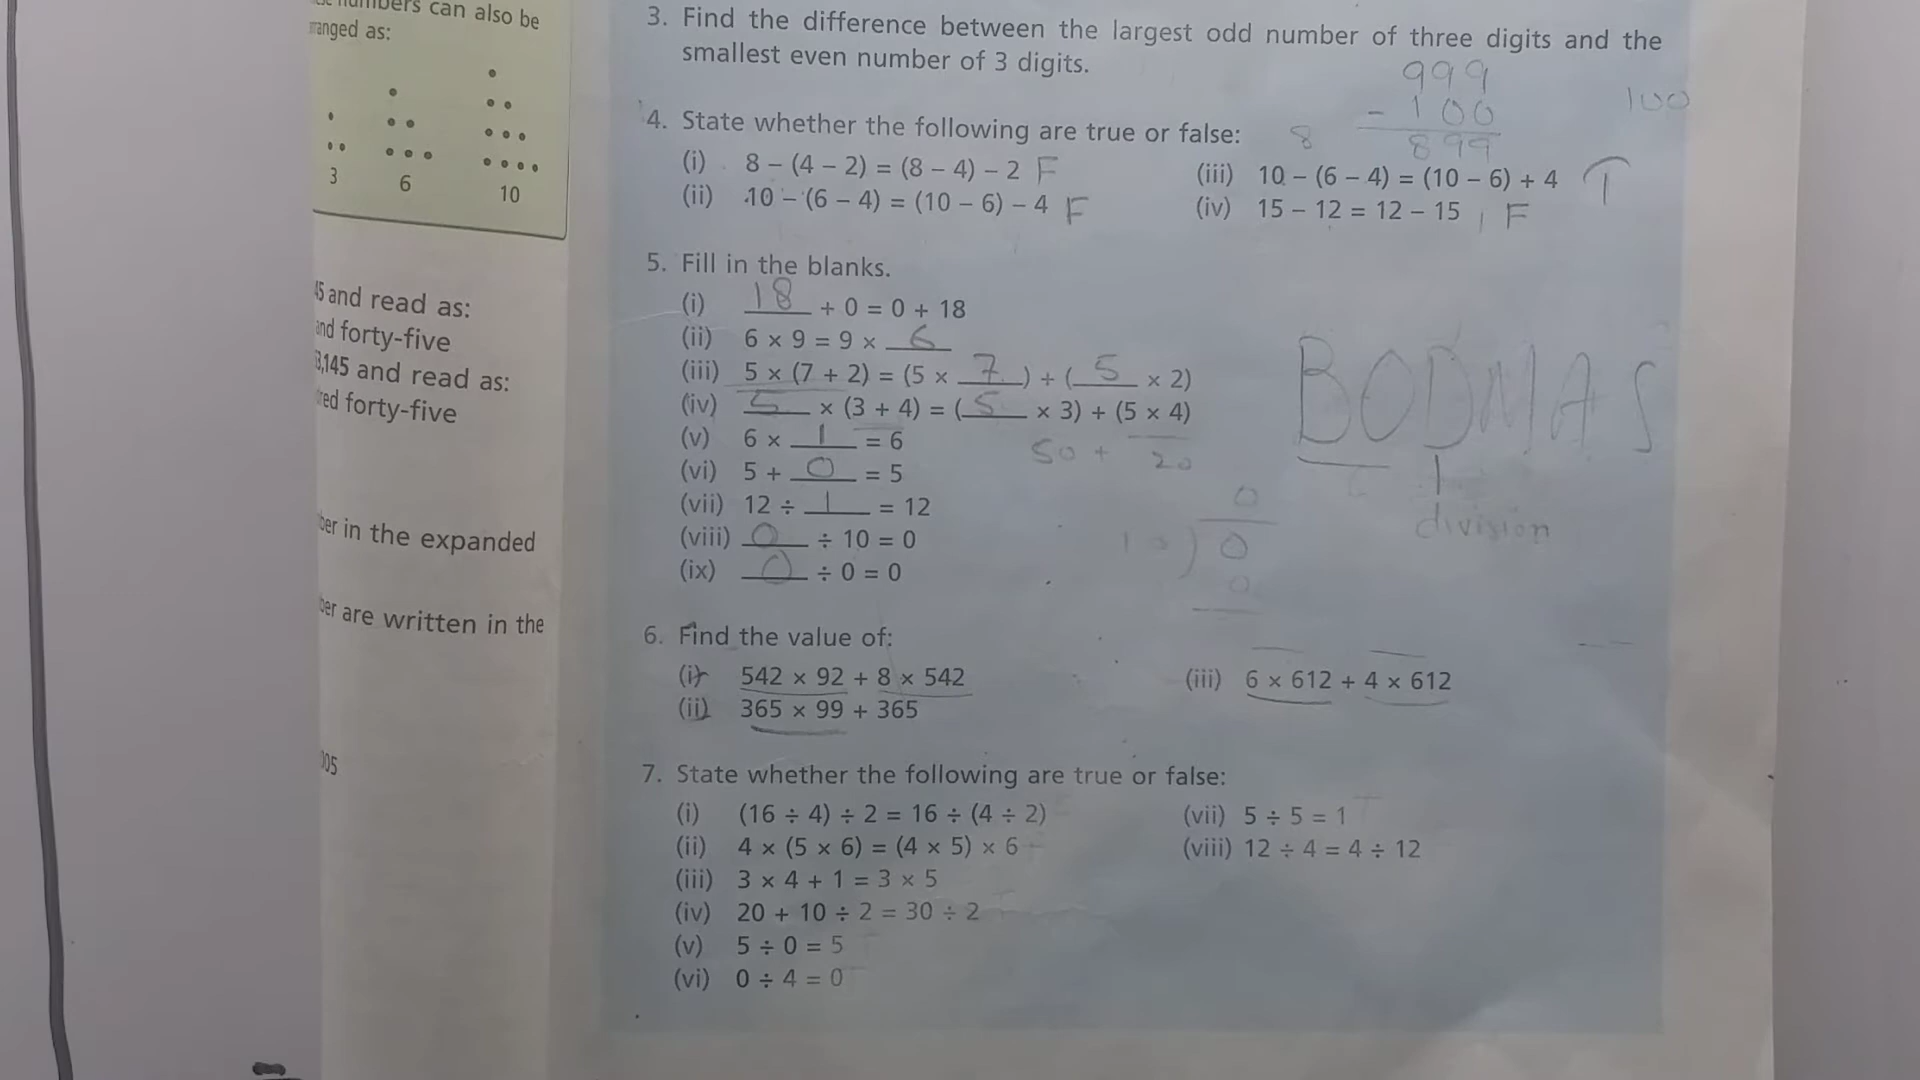 numbers can also be
anged as:
3
6
10
45 and read as:
and forty-five
3,145 and read as:
red forty-five
ber in the expanded
ber are written in the
005
3. Find the difference between the largest odd number of three digits and the
smallest even number of 3 digits.
999
- 100
899
100
4. State whether the following are true or false:
8
(i) 8 – (4 – 2) = (8 – 4) – 2 F
(iii) 10 – (6 – 4) = (10 – 6) + 4 T
(ii) 10 – (6 – 4) = (10 – 6) – 4 F
(iv) 15 – 12 = 12 – 15 F
5. Fill in the blanks.
(i) 18 + 0 = 0 + 18
(ii) 6 × 9 = 9 × 6
(iii) 5 × (7 + 2) = (5 × 7) + (5 × 2)
(iv) 5 × (3 + 4) = (5 × 3) + (5 × 4)
(v) 6 × 1 = 6
50 + 20
(vi) 5 + 0 = 5
(vii) 12 ÷ 1 = 12
(viii) 0 ÷ 10 = 0
(ix) 0 ÷ 0 = 0
BODMAS
division
0
10 ) 0
0
6. Find the value of:
(i) 542 × 92 + 8 × 542
(iii) 6 × 612 + 4 × 612
(ii) 365 × 99 + 365
7. State whether the following are true or false:
(i) (16 ÷ 4) ÷ 2 = 16 ÷ (4 ÷ 2)
(vii) 5 ÷ 5 = 1
(ii) 4 × (5 × 6) = (4 × 5) × 6
(viii) 12 ÷ 4 = 4 ÷ 12
(iii) 3 × 4 + 1 = 3 × 5
(iv) 20 + 10 ÷ 2 = 30 ÷ 2
(v) 5 ÷ 0 = 5
(vi) 0 ÷ 4 = 0